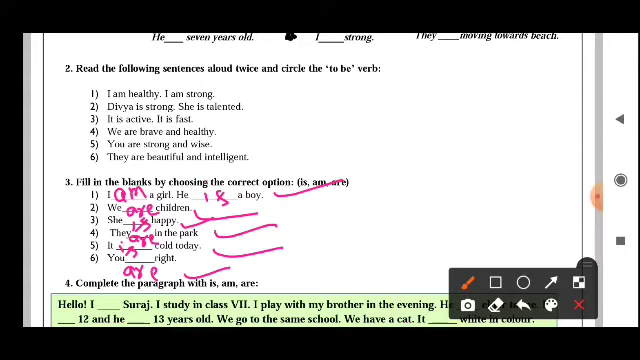 He____ seven years old. I_____strong. They ____moving towards beach.
2. Read the following sentences aloud twice and circle the 'to be' verb.
1) I am healthy. I am strong.
2) Divya is strong. She is talented.
3) It is active. It is fast.
4) We are brave and healthy.
5) You are strong and wise.
6) They are beautiful and intelligent.
3. Fill in the blanks by choosing the correct option: (is, am, are)
1) I am a girl. He is a boy.
2) We are children.
3) She is happy.
4) They are in the park
5) It is cold today.
6) You are right.
4. Complete the paragraph with is, am, are:
Hello! I ____ Suraj. I study in class VII. I play with my brother in the evening. He
___ 12 and he ____ 13 years old. We go to the same school. We have a cat. It _____ white in colour.